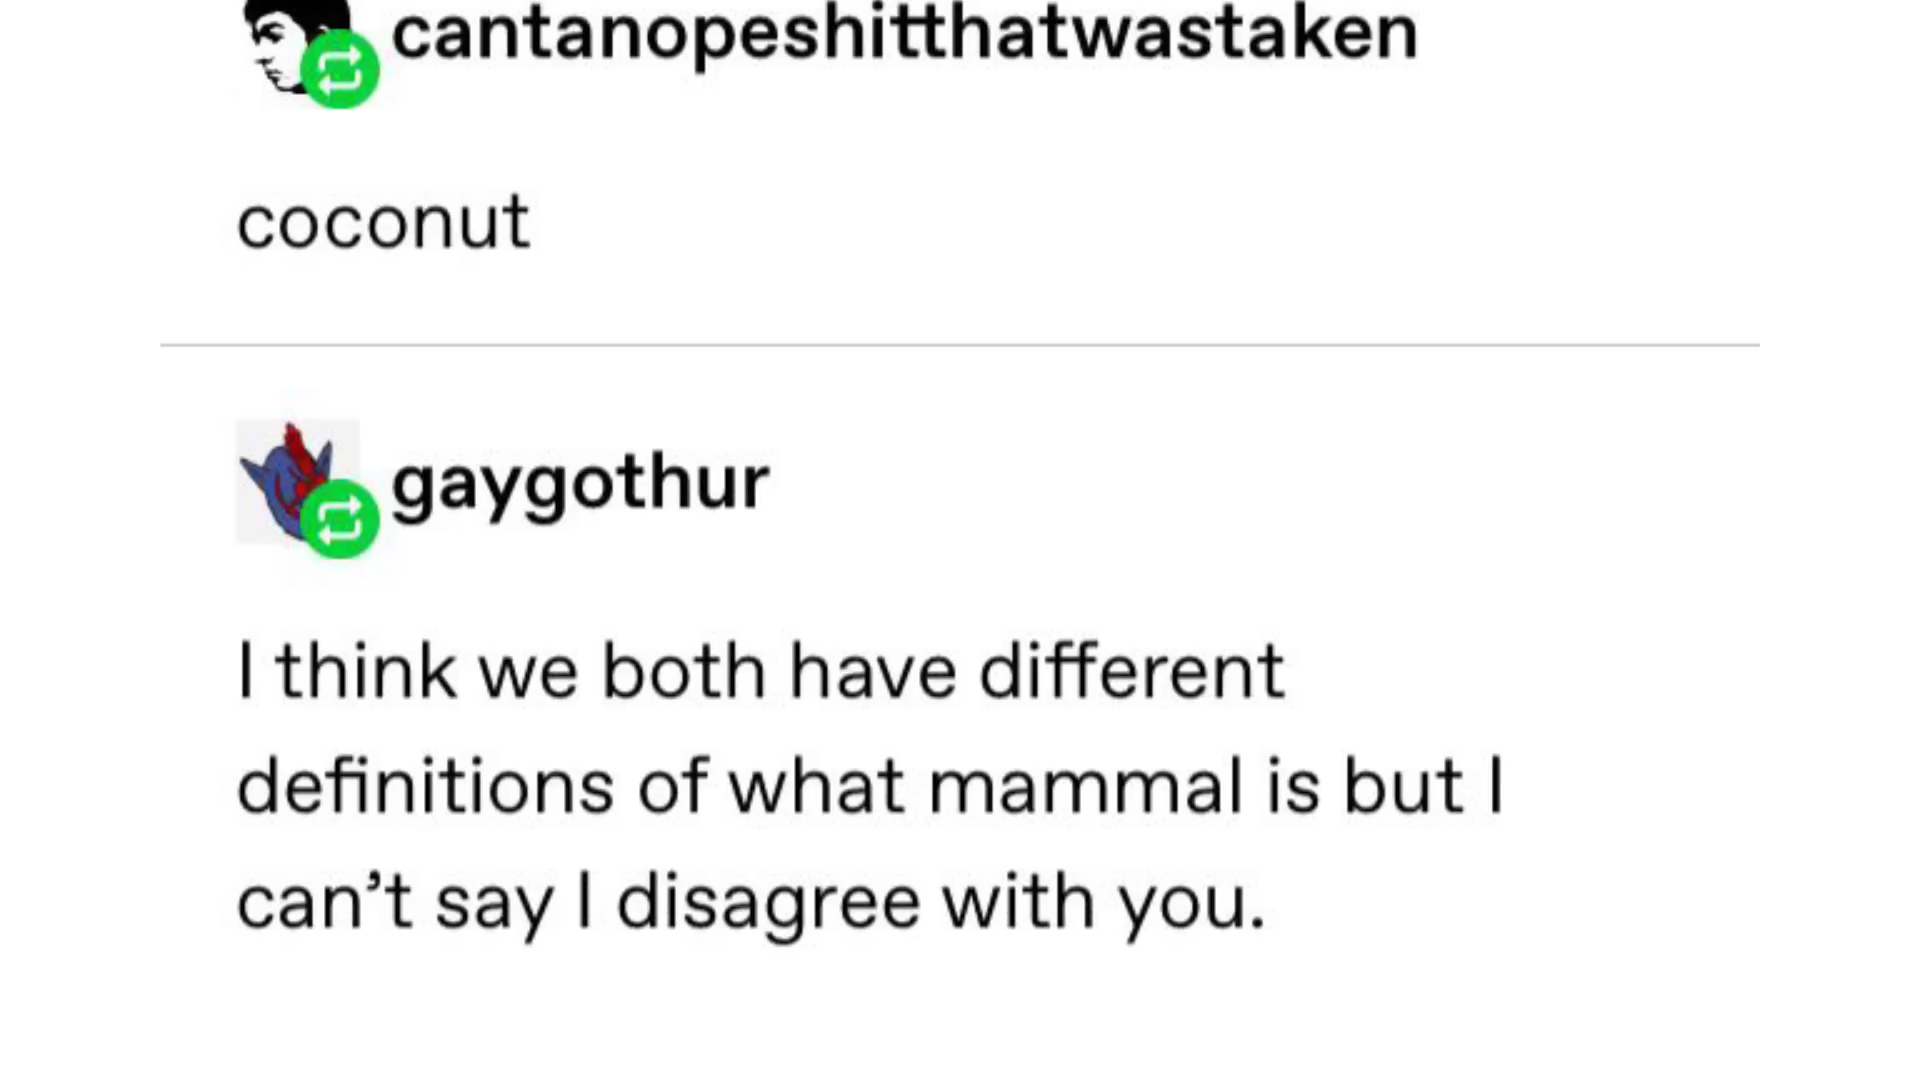 cantanopeshitthatwastaken
coconut
gaygothur
I think we both have different
definitions of what mammal is but I
can’t say I disagree with you.